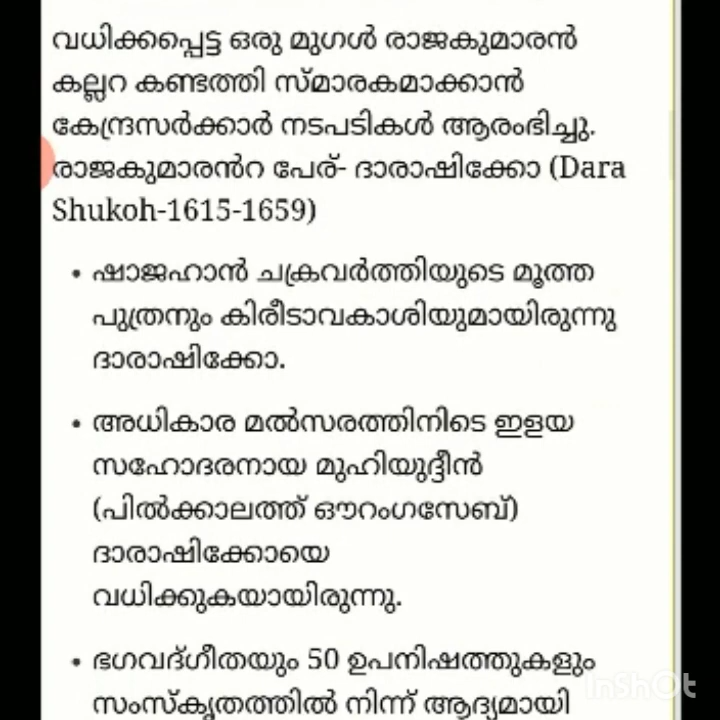 വധിക്കപ്പെട്ട ഒരു മുഗൾ രാജകുമാരൻ
കല്ലറ കണ്ടത്തി സ്മാരകമാക്കാൻ
കേന്ദ്രസർക്കാർ നടപടികൾ ആരംഭിച്ചു.
രാജകുമാരൻറ പേര്- ദാരാഷിക്കോ (Dara
Shukoh-1615-1659)
• ഷാജഹാൻ ചക്രവർത്തിയുടെ മൂത്ത
പുത്രനും കിരീടാവകാശിയുമായിരുന്നു
ദാരാഷിക്കോ.
• അധികാര മൽസരത്തിനിടെ ഇളയ
സഹോദരനായ മുഹിയുദ്ദീൻ
(പിൽക്കാലത്ത് ഔറംഗസേബ്)
ദാരാഷിക്കോയെ
വധിക്കുകയായിരുന്നു.
• ഭഗവദ്ഗീതയും 50 ഉപനിഷത്തുകളും
സംസ്കൃതത്തിൽ നിന്ന് ആദ്യമായി
InShOt